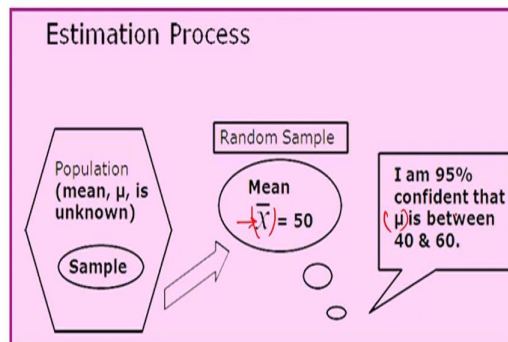 Estimation Process
Population
(mean, μ, is
unknown)
Sample
Random Sample
Mean
X̄ = 50
I am 95%
confident that
μ is between
40 & 60.